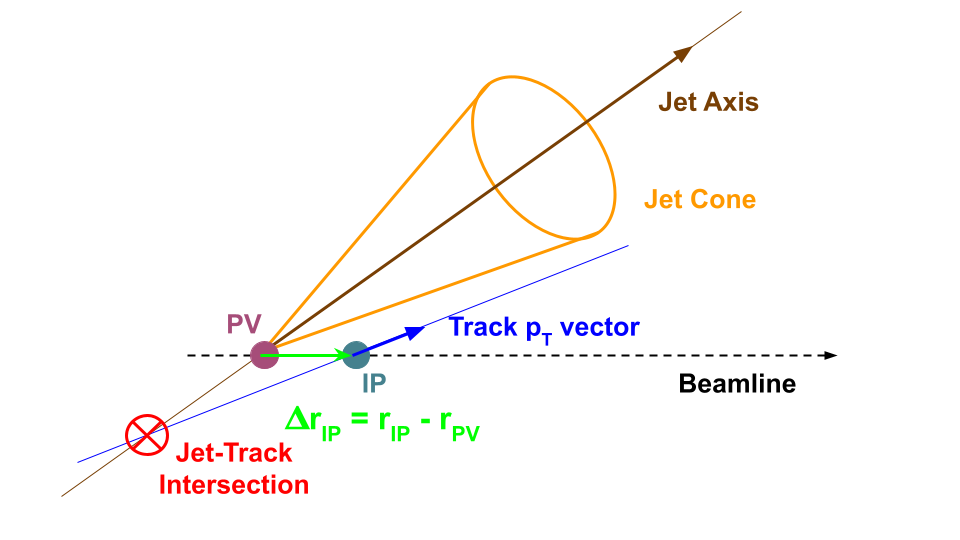 Jet Axis
Jet Cone
PV
Track pT vector
IP
Beamline
ΔrIP = rIP - rPV
Jet-Track
Intersection